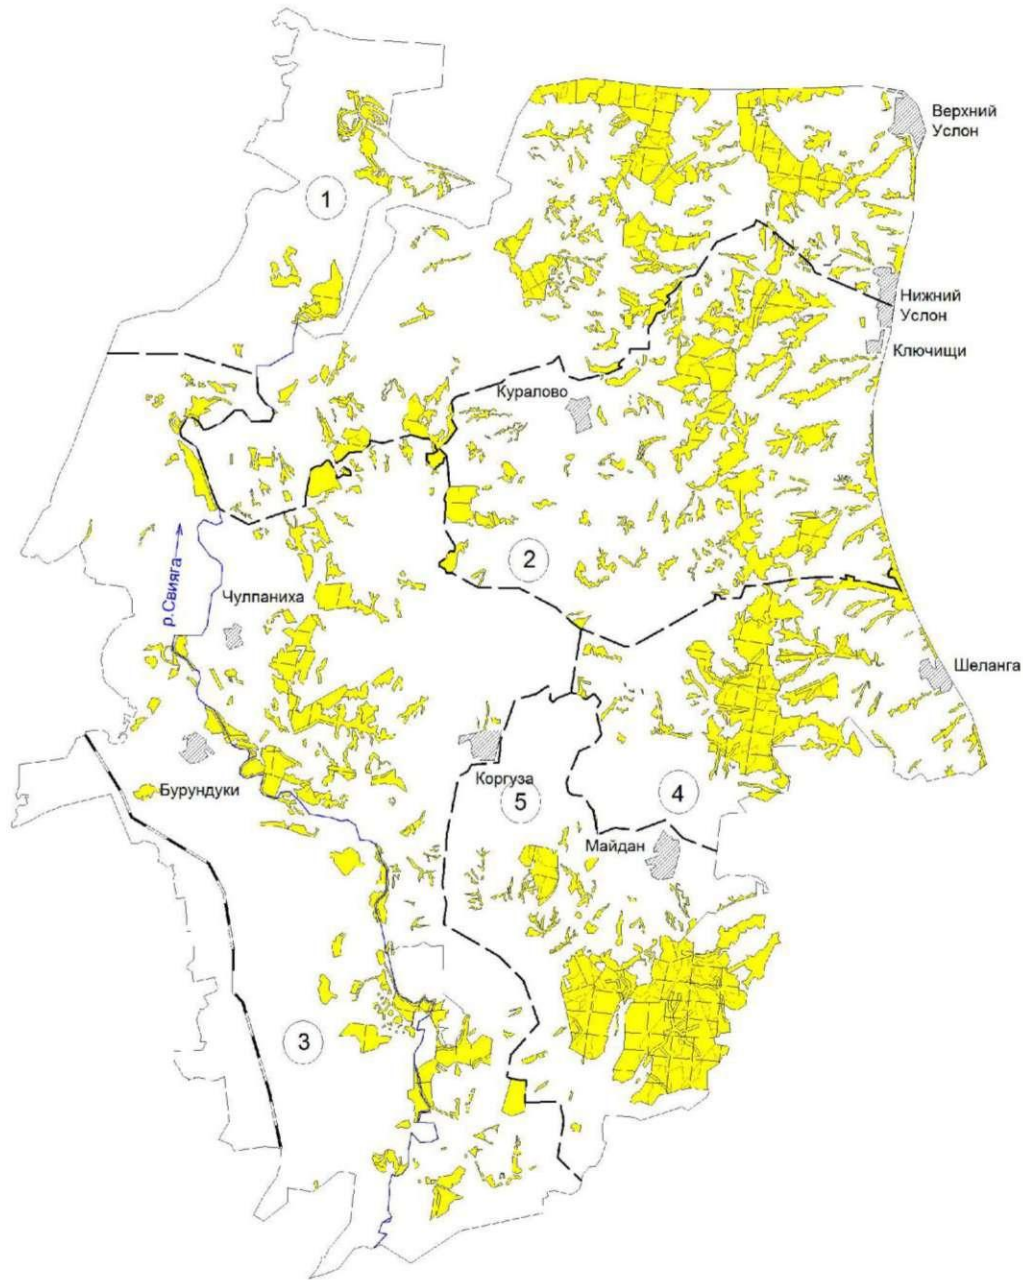 Верхний
Услон
1
Нижний
Услон
Ключищи
Куралово
2
р.Свияга
Чулпаниха
Шеланга
Коргуза
Бурундуки
5
4
Майдан
3